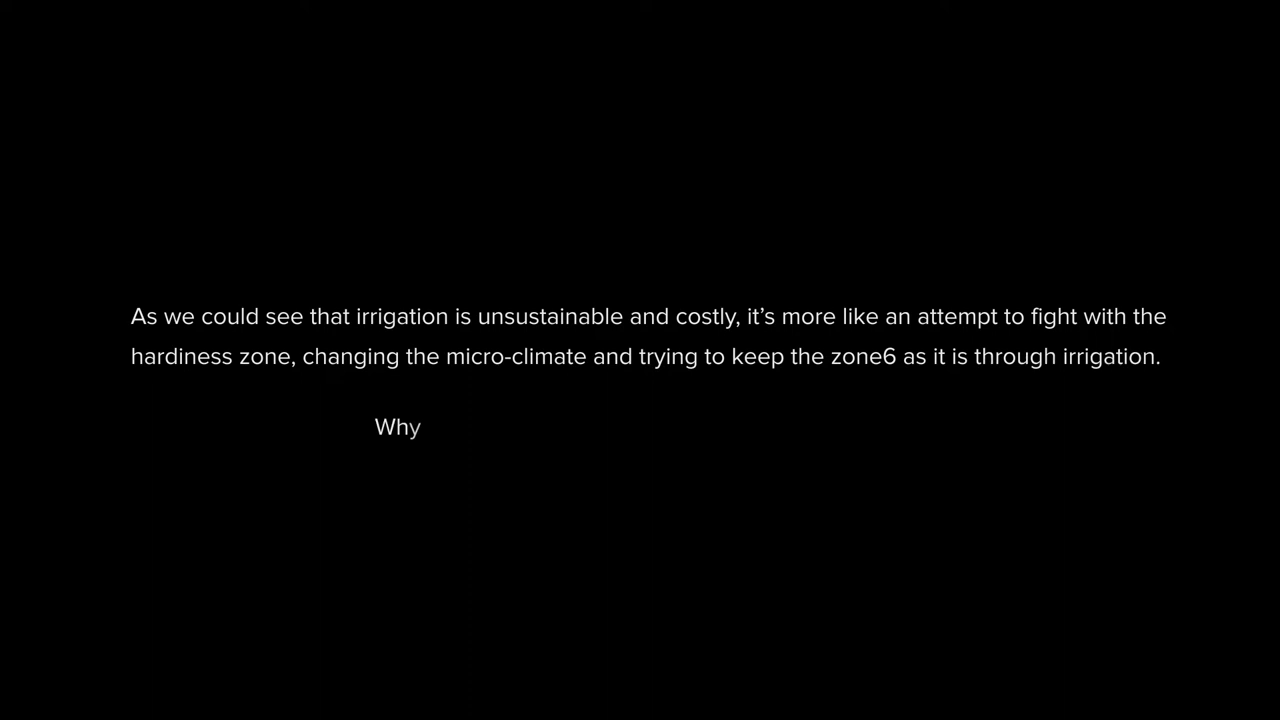 As we could see that irrigation is unsustainable and costly, it’s more like an attempt to fight with the
hardiness zone, changing the micro-climate and trying to keep the zone6 as it is through irrigation.
Why